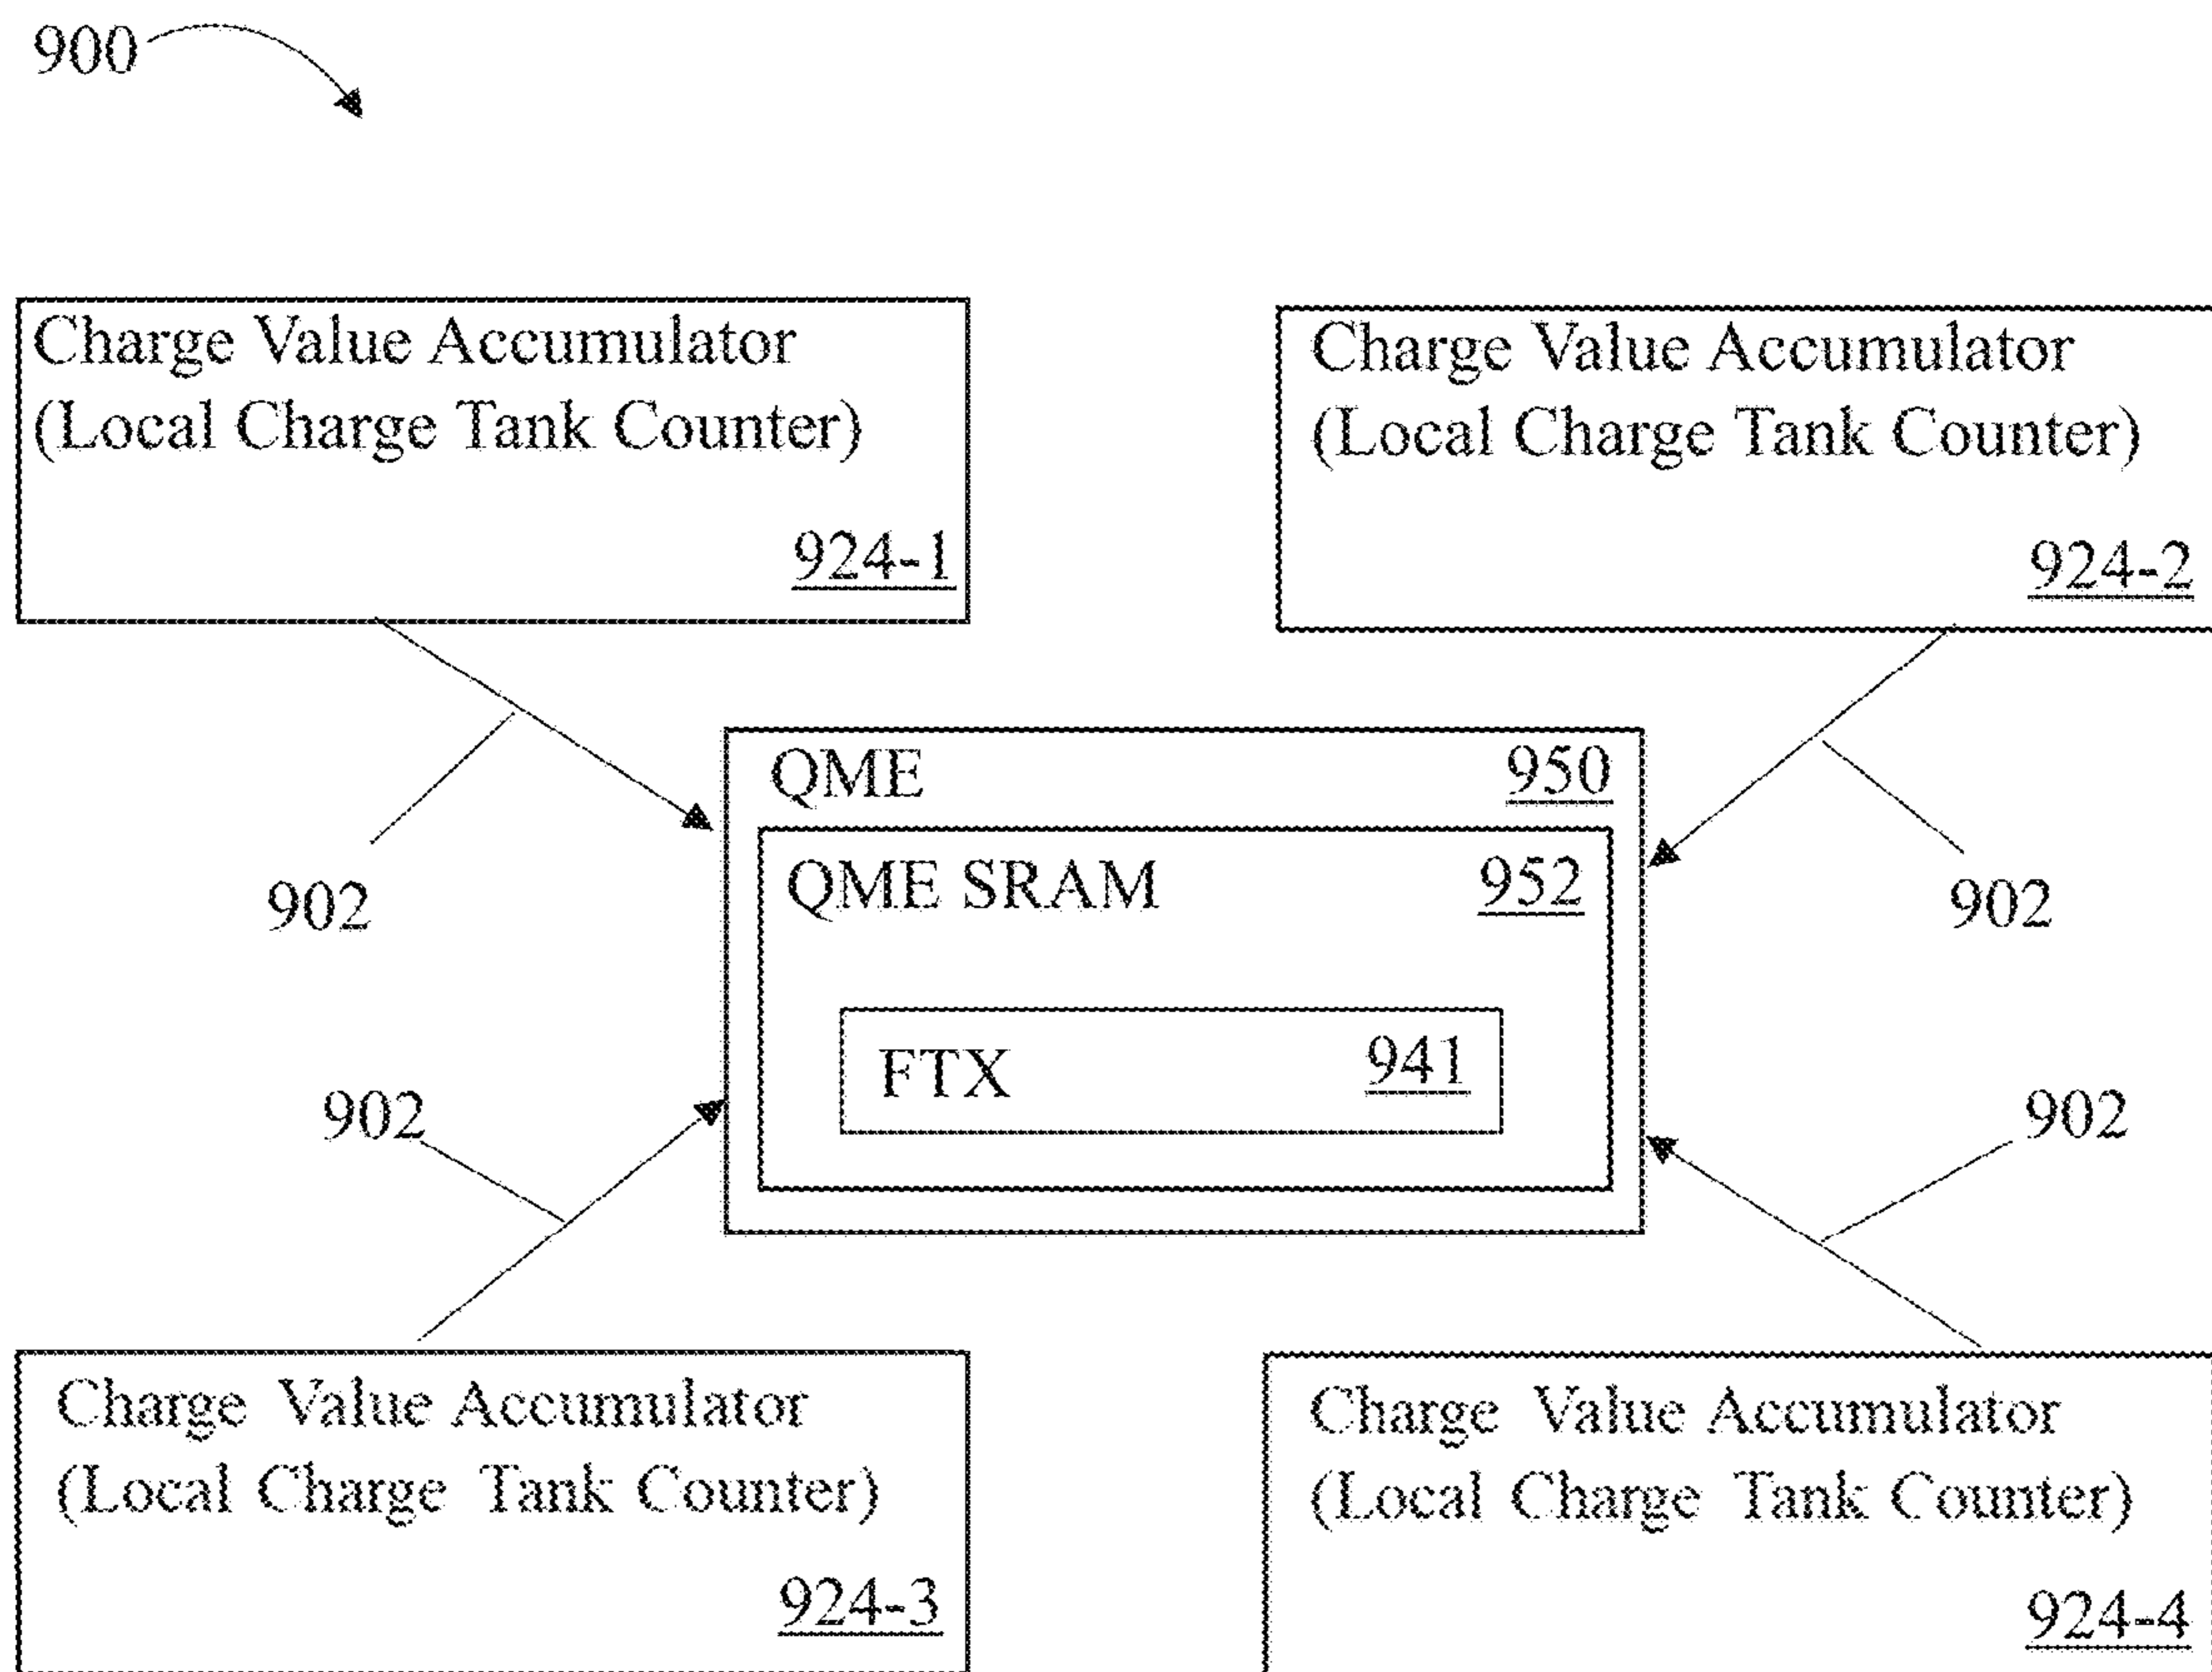 900
Charge Value Accumulator
(Local Charge Tank Counter)
924-1
Charge Value Accumulator
(Local Charge Tank Counter)
924-2
902
902
QME 950
QME SRAM 952
FTX 941
902
902
Charge Value Accumulator
(Local Charge Tank Counter)
924-3
Charge Value Accumulator
(Local Charge Tank Counter)
924-4